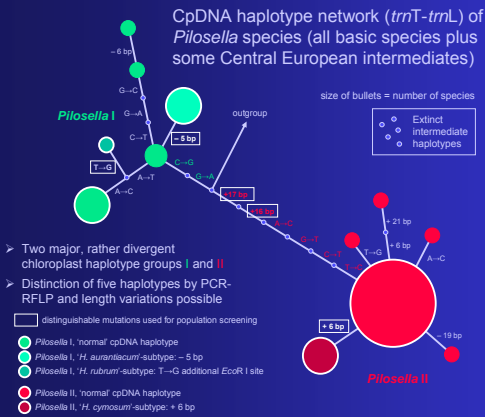 CpDNA haplotype network (trnT-trnL) of
Pilosella species (all basic species plus
some Central European intermediates)
size of bullets = number of species
Extinct
intermediate
haplotypes
– 6 bp
G→C
G→A
C→T
Pilosella I
– 5 bp
outgroup
T→G
A→T
A→C
C→G
G→A
+17 bp
A→C
G→T
G→T
+ 21 bp
+ 6 bp
T→G
A→C
+ 6 bp
– 19 bp
Pilosella II
➢ Two major, rather divergent
chloroplast haplotype groups I and II
➢ Distinction of five haplotypes by PCR-
RFLP and length variations possible
distinguishable mutations used for population screening
Pilosella I, 'normal' cpDNA haplotype
Pilosella I, 'H. aurantiacum'-subtype: – 5 bp
Pilosella I, 'H. rubrum'-subtype: T→G additional EcoR I site
Pilosella II, 'normal' cpDNA haplotype
Pilosella II, 'H. cymosum'-subtype: + 6 bp